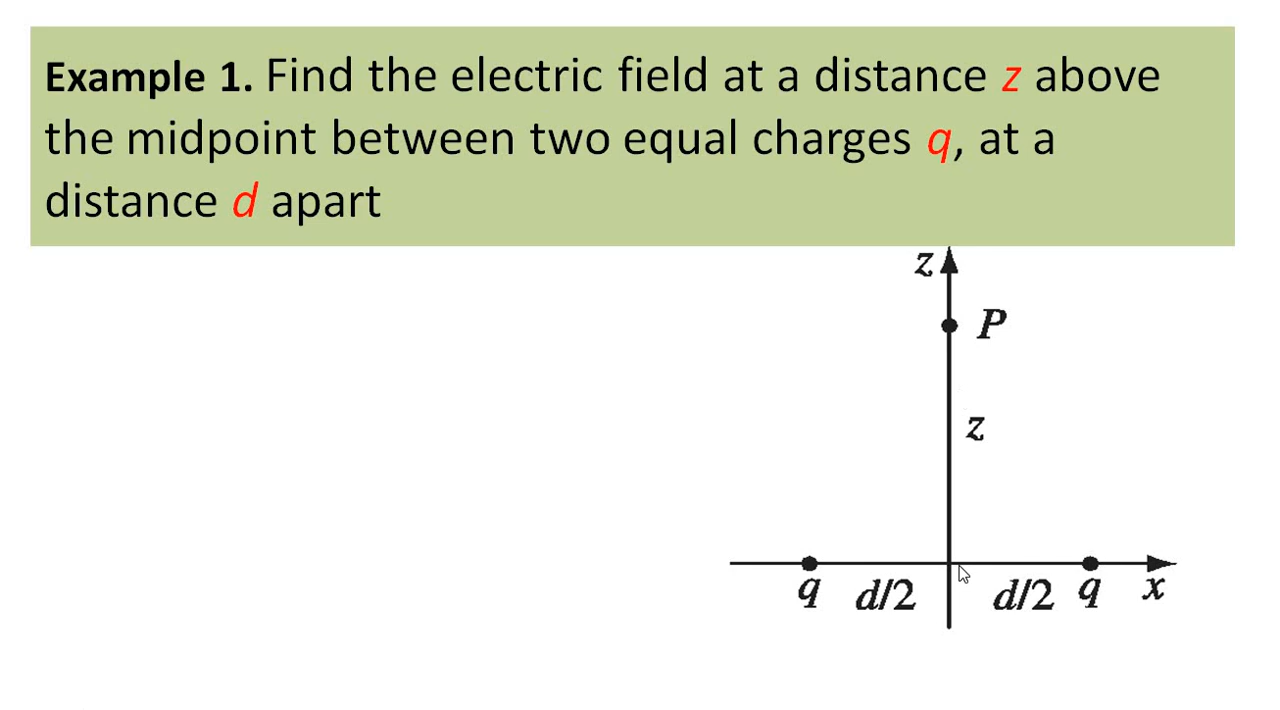 Example 1. Find the electric field at a distance z above
the midpoint between two equal charges q, at a
distance d apart
z
P
z
q d/2 d/2 q x